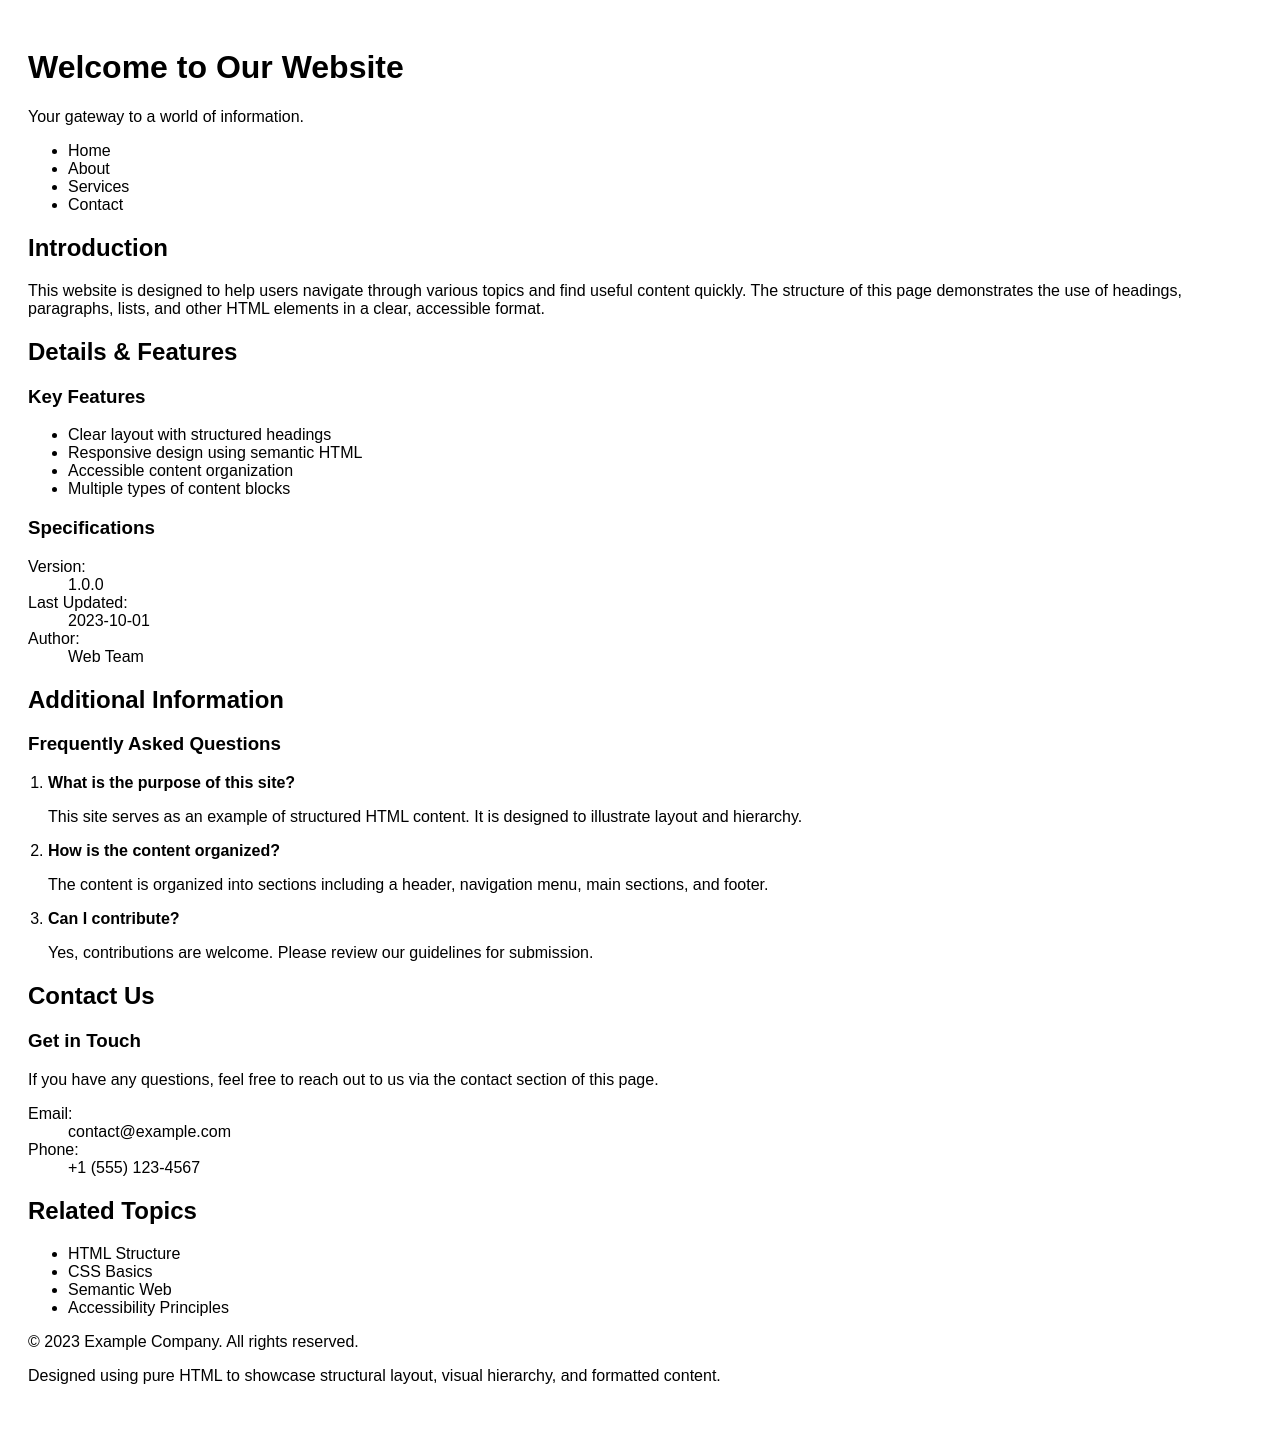 Welcome to Our Website
Your gateway to a world of information.
• Home
• About
• Services
• Contact
Introduction
This website is designed to help users navigate through various topics and find useful content quickly. The structure of this page demonstrates the use of headings,
paragraphs, lists, and other HTML elements in a clear, accessible format.
Details & Features
Key Features
• Clear layout with structured headings
• Responsive design using semantic HTML
• Accessible content organization
• Multiple types of content blocks
Specifications
Version:
1.0.0
Last Updated:
2023-10-01
Author:
Web Team
Additional Information
Frequently Asked Questions
1. What is the purpose of this site?
This site serves as an example of structured HTML content. It is designed to illustrate layout and hierarchy.
2. How is the content organized?
The content is organized into sections including a header, navigation menu, main sections, and footer.
3. Can I contribute?
Yes, contributions are welcome. Please review our guidelines for submission.
Contact Us
Get in Touch
If you have any questions, feel free to reach out to us via the contact section of this page.
Email:
contact@example.com
Phone:
+1 (555) 123-4567
Related Topics
• HTML Structure
• CSS Basics
• Semantic Web
• Accessibility Principles
© 2023 Example Company. All rights reserved.
Designed using pure HTML to showcase structural layout, visual hierarchy, and formatted content.